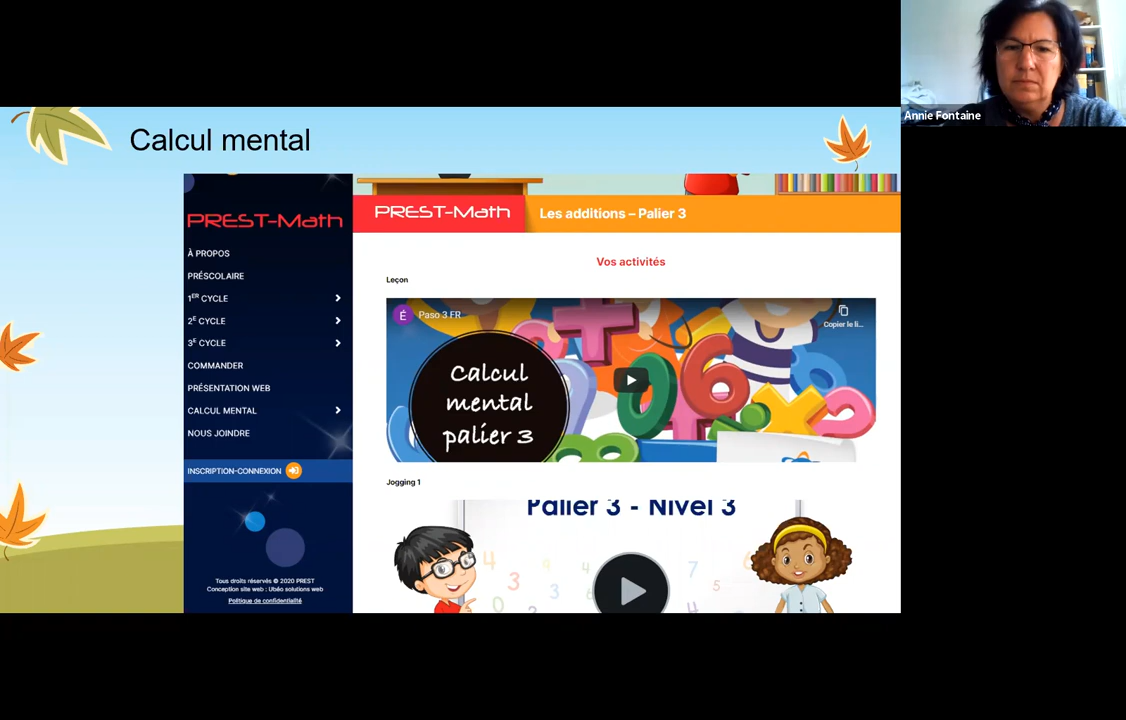 Annie Fontaine
Calcul mental
PREST-Math
À PROPOS
PRÉSCOLAIRE
1ER CYCLE
2E CYCLE
3E CYCLE
COMMANDER
PRÉSENTATION WEB
CALCUL MENTAL
NOUS JOINDRE
INSCRIPTION-CONNEXION
Tous droits réservés © 2020 PREST
Conception site web : Ubéo solutions web
Politique de confidentialité
PREST-Math
Les additions – Palier 3
Vos activités
Leçon
É Paso 3 FR
Copier le li...
Calcul
mental
palier 3
Jogging 1
Palier 3 - Nivel 3